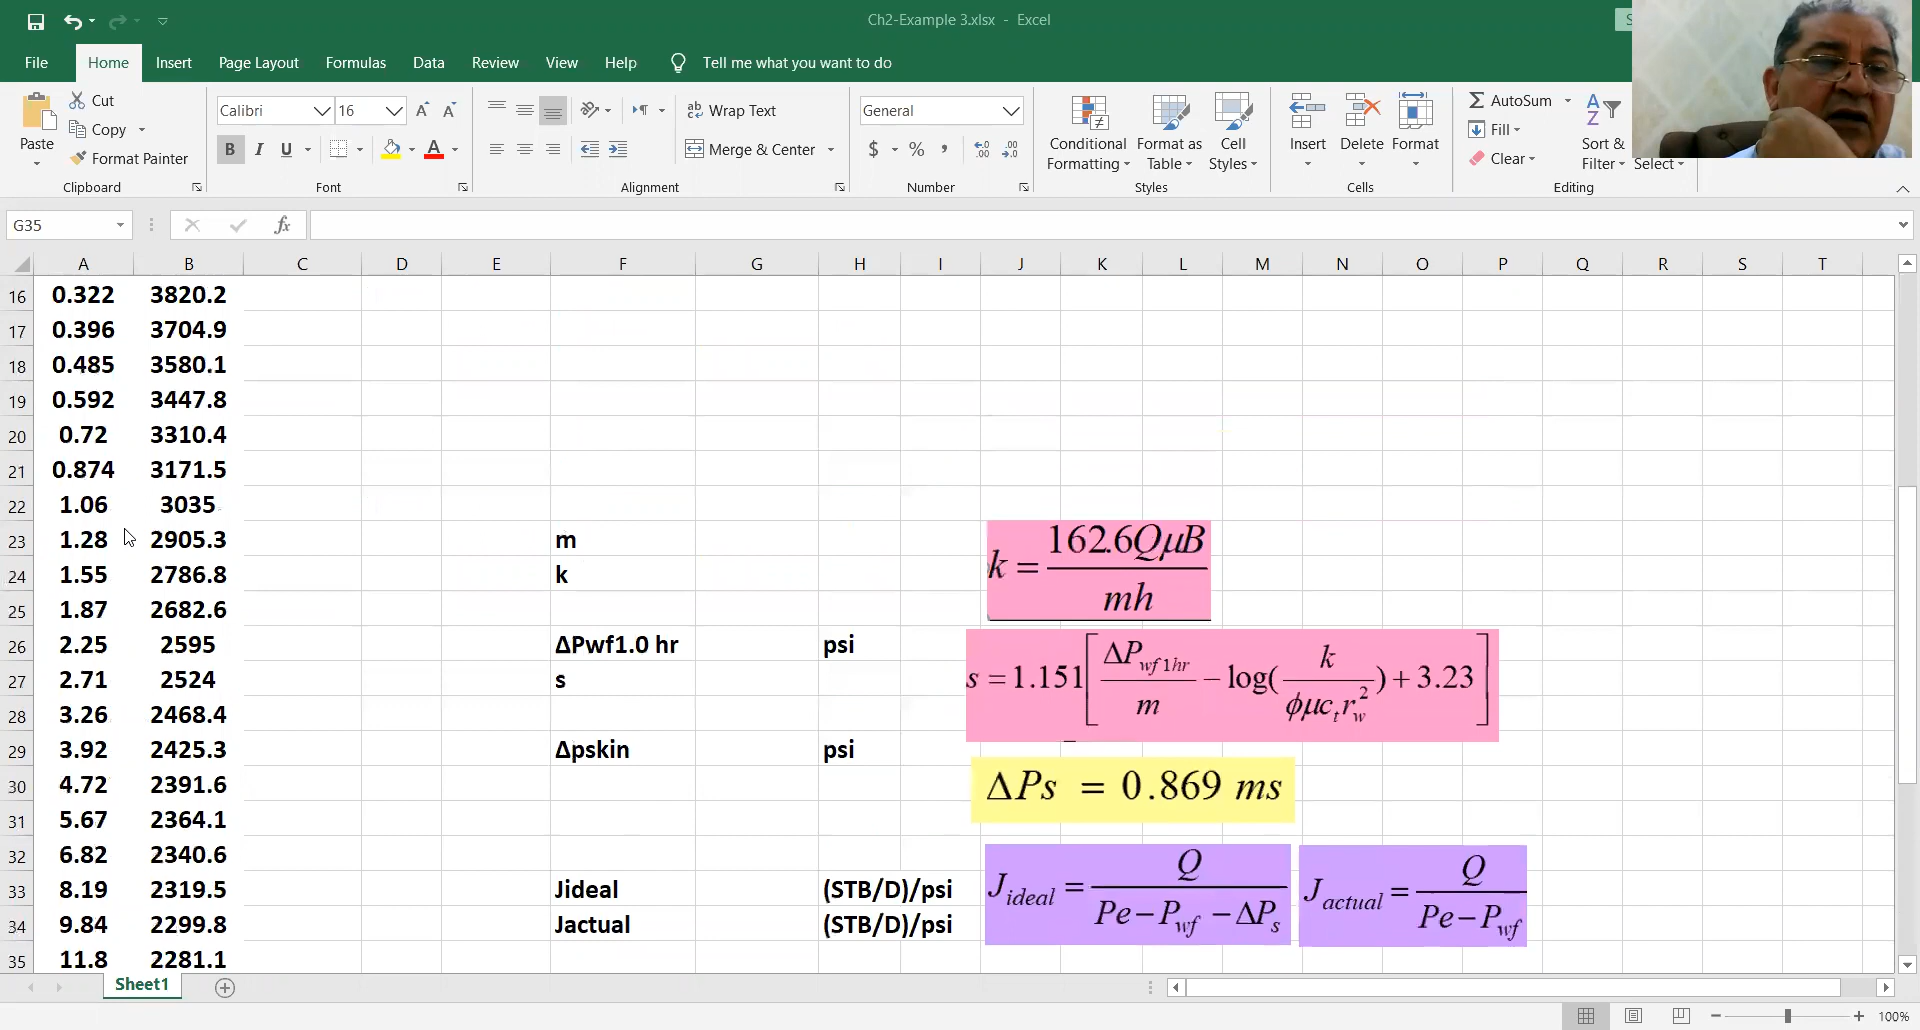 Ch2-Example 3.xlsx - Excel
File Home Insert Page Layout Formulas Data Review View Help Tell me what you want to do
Paste
Cut
Copy
Format Painter
Clipboard
Calibri 16
B I U
Font
Wrap Text
Merge & Center
Alignment
General
$ % ,
Number
Conditional Formatting
Format as Table
Cell Styles
Styles
Insert
Delete
Format
Cells
AutoSum
Fill
Clear
Sort & Filter
Select
Editing
G35 fx
A B C D E F G H I J K L M N O P Q R S T
16 0.322 3820.2
17 0.396 3704.9
18 0.485 3580.1
19 0.592 3447.8
20 0.72 3310.4
21 0.874 3171.5
22 1.06 3035
23 1.28 2905.3 m
24 1.55 2786.8 k
25 1.87 2682.6
26 2.25 2595 ΔPwf1.0 hr psi
27 2.71 2524 s
28 3.26 2468.4
29 3.92 2425.3 Δpskin psi
30 4.72 2391.6
31 5.67 2364.1
32 6.82 2340.6
33 8.19 2319.5 Jideal (STB/D)/psi
34 9.84 2299.8 Jactual (STB/D)/psi
35 11.8 2281.1
k = 162.6QμB / mh
s = 1.151[ΔPwf1hr / m − log(k / ϕμc_t r_w^2) + 3.23]
ΔPs = 0.869 ms
J_ideal = Q / Pe − P_wf − ΔP_s
J_actual = Q / Pe − P_wf
Sheet1
100%